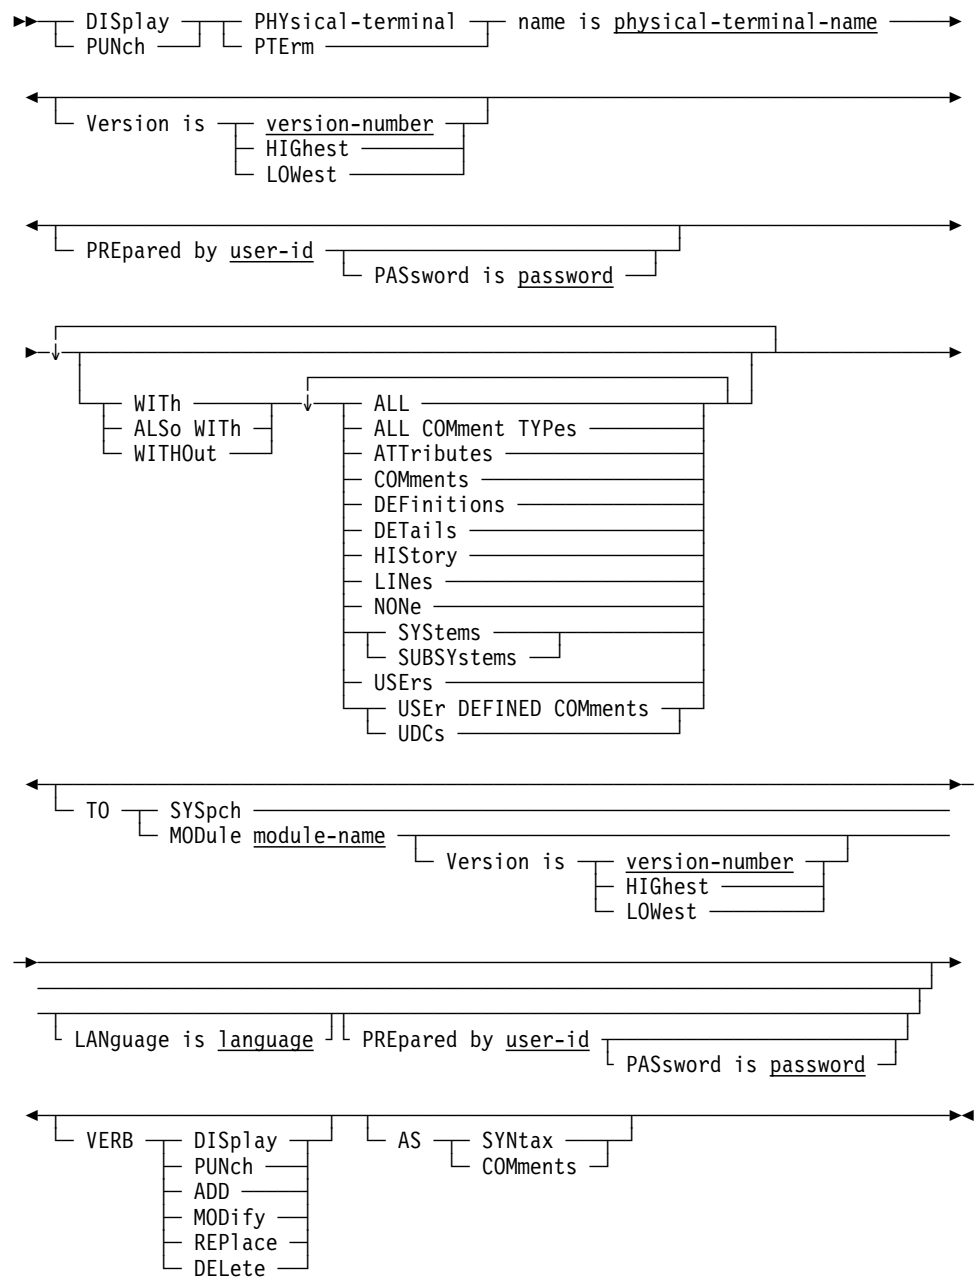 DISplay PHYsical-terminal name is physical-terminal-name
PUNch PTErm
Version is version-number
HIGhest
LOWest
PREpared by user-id
PASsword is password
WITh ALL
ALSo WITh ALL COMment TYPes
WITHOut ATTributes
COMments
DEFinitions
DETails
HIStory
LINes
NONe
SYStems
SUBSYstems
USErs
USEr DEFINED COMments
UDCs
TO SYSpch
MODule module-name
Version is version-number
HIGhest
LOWest
LANguage is language PREpared by user-id
PASsword is password
VERB DISplay AS SYNtax
PUNch COMments
ADD
MODify
REPlace
DELete